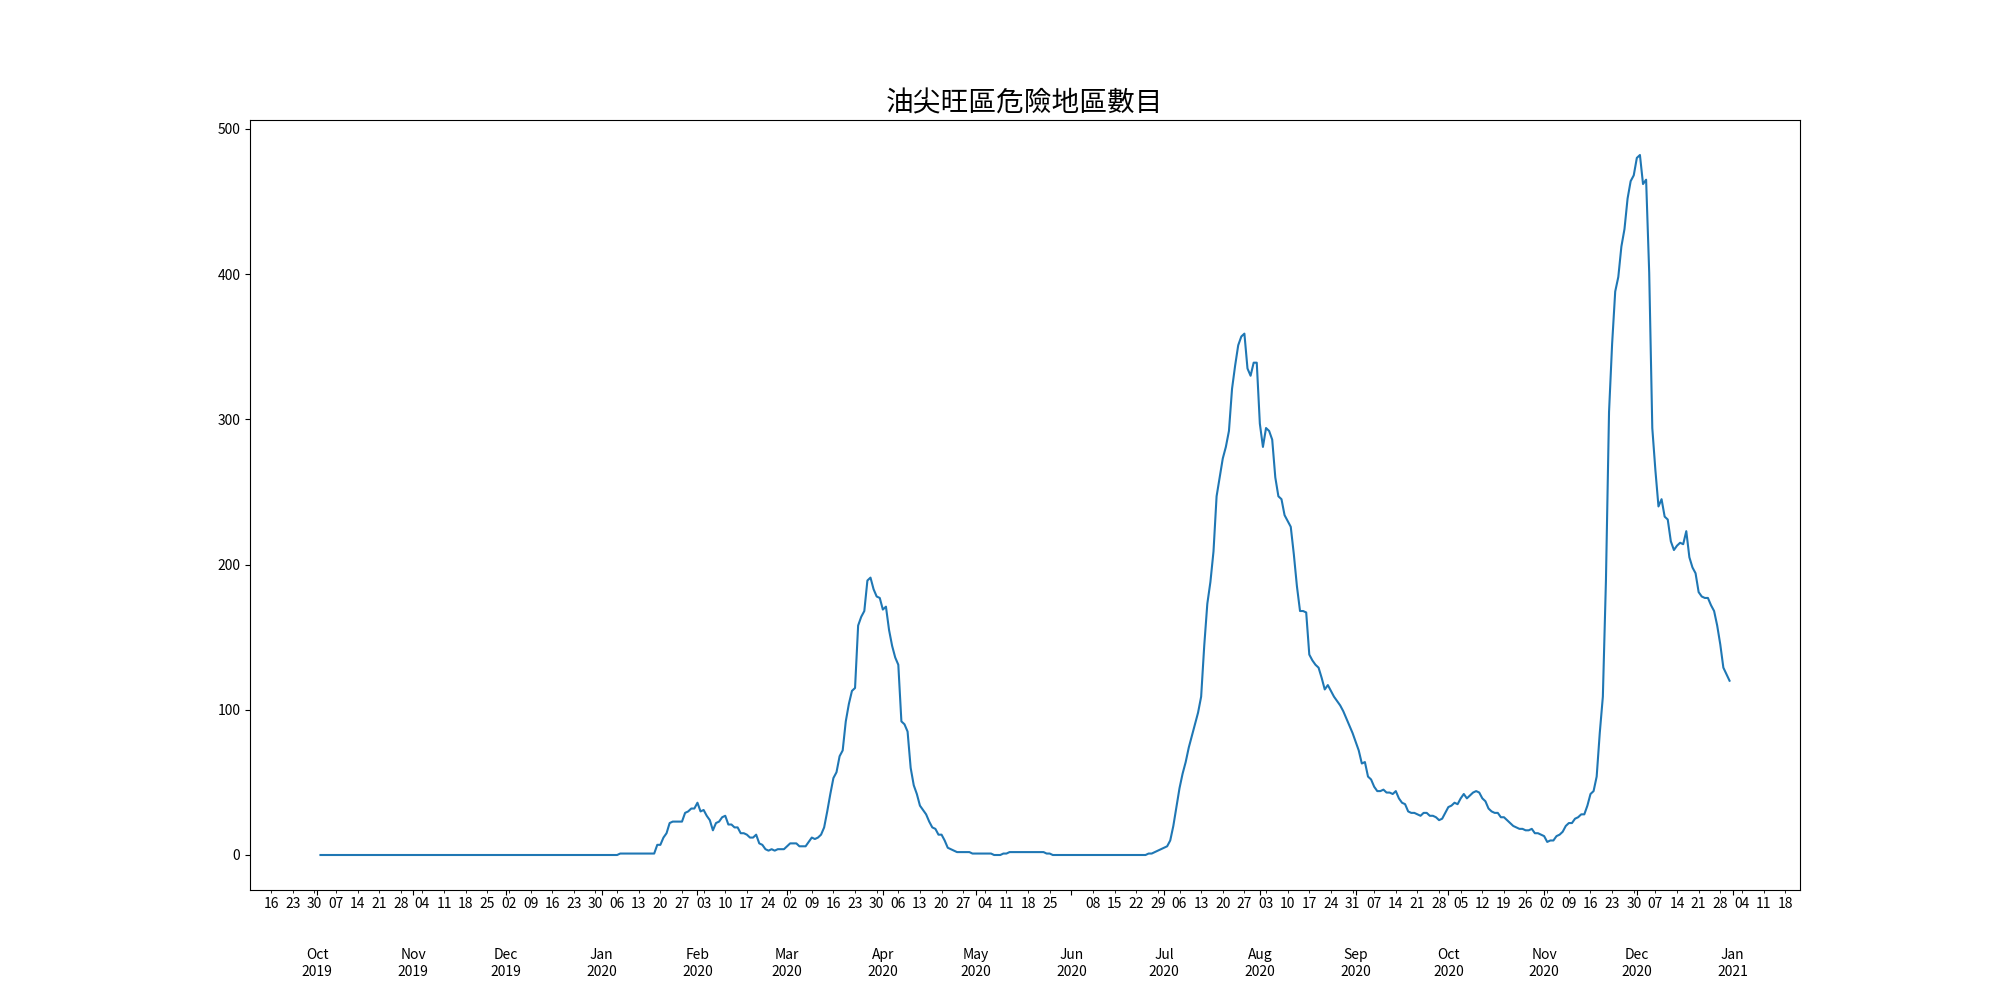 油尖旺區危險地區數目
500
400
300
200
100
0
16 23 30 07 14 21 28 04 11 18 25 02 09 16 23 30 06 13 20 27 03 10 17 24 02 09 16 23 30 06 13 20 27 04 11 18 25 08 15 22 29 06 13 20 27 03 10 17 24 31 07 14 21 28 05 12 19 26 02 09 16 23 30 07 14 21 28 04 11 18
Oct Nov Dec Jan Feb Mar Apr May Jun Jul Aug Sep Oct Nov Dec Jan
2019 2019 2019 2020 2020 2020 2020 2020 2020 2020 2020 2020 2020 2020 2020 2021